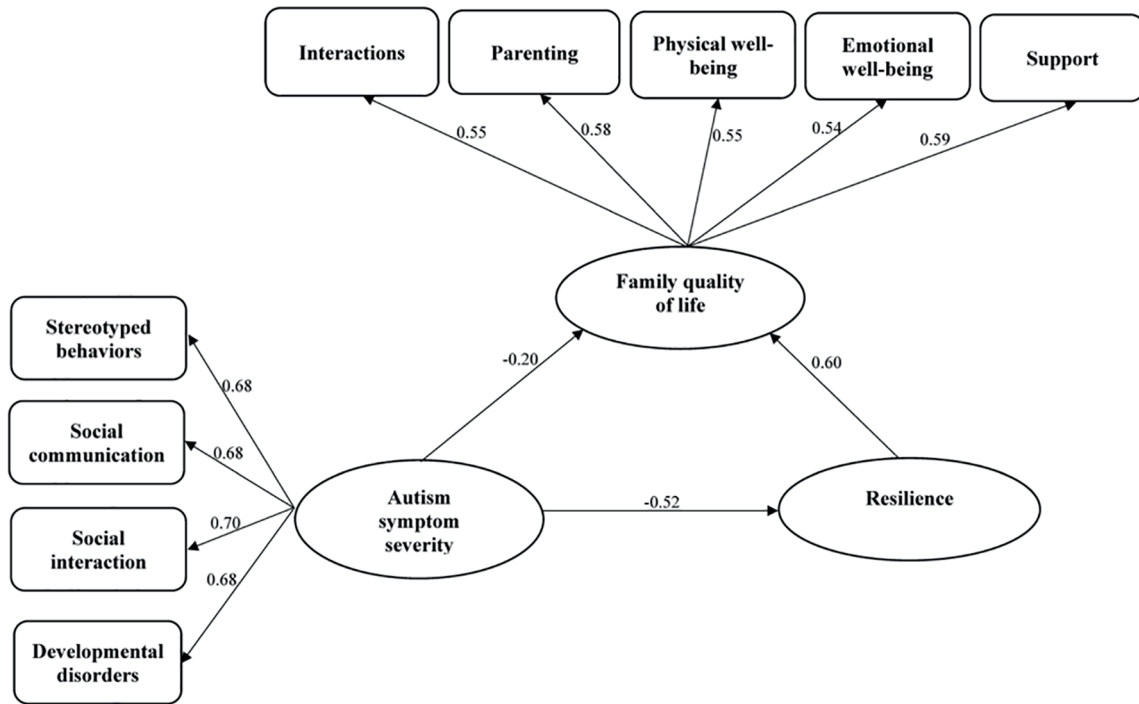 Interactions
Parenting
Physical well-
being
Emotional
well-being
Support
0.55
0.58
0.55
0.54
0.59
Family quality
of life
Stereotyped
behaviors
-0.20
0.60
0.68
Social
communication
0.68
Autism
symptom
severity
-0.52
Resilience
Social
interaction
0.70
0.68
Developmental
disorders